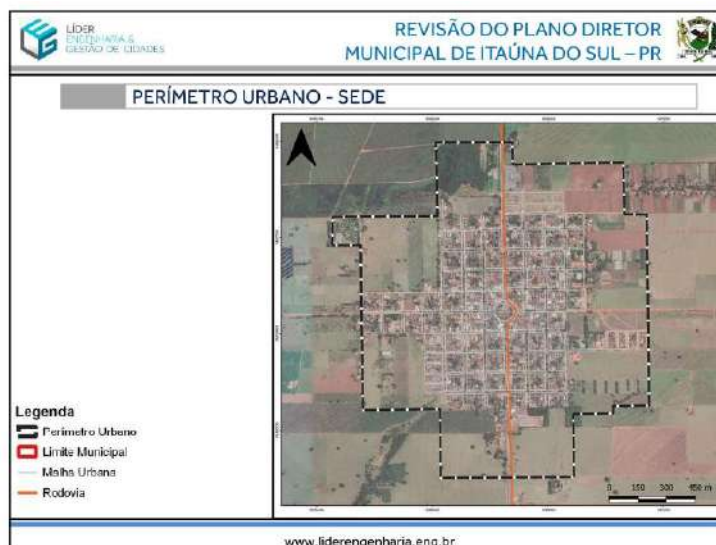 LÍDER
ENGENHARIA &
GESTÃO DE CIDADES
REVISÃO DO PLANO DIRETOR
MUNICIPAL DE ITAÚNA DO SUL – PR
PERÍMETRO URBANO - SEDE
Legenda
Perímetro Urbano
Limite Municipal
Malha Urbana
Rodovia
0 150 300 450 m
www.liderengenharia.eng.br